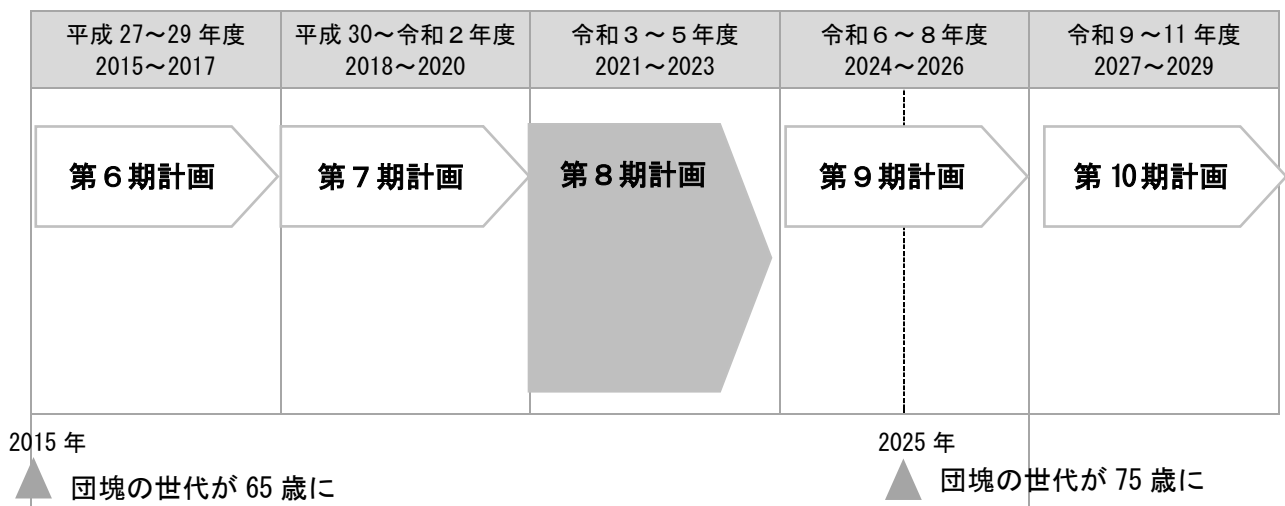 平成 27～29 年度
2015～2017
平成 30～令和２年度
2018～2020
令和３～５年度
2021～2023
令和６～８年度
2024～2026
令和９～11 年度
2027～2029
第６期計画
第７期計画
第８期計画
第９期計画
第 10期計画
2015 年
団塊の世代が 65 歳に
2025 年
団塊の世代が 75 歳に